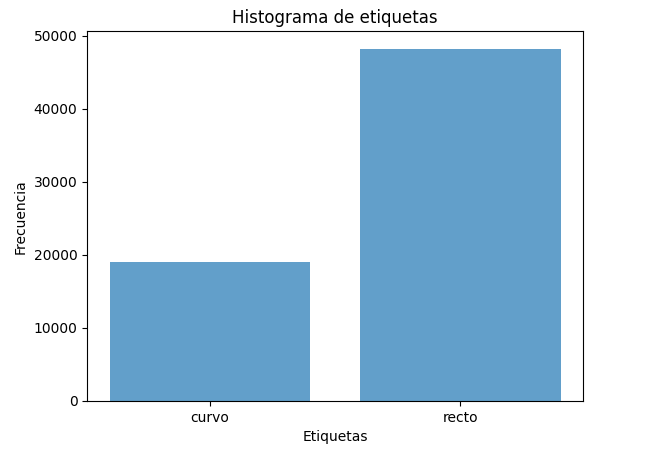 Histograma de etiquetas
Frecuencia
50000
40000
30000
20000
10000
0
curvo
recto
Etiquetas